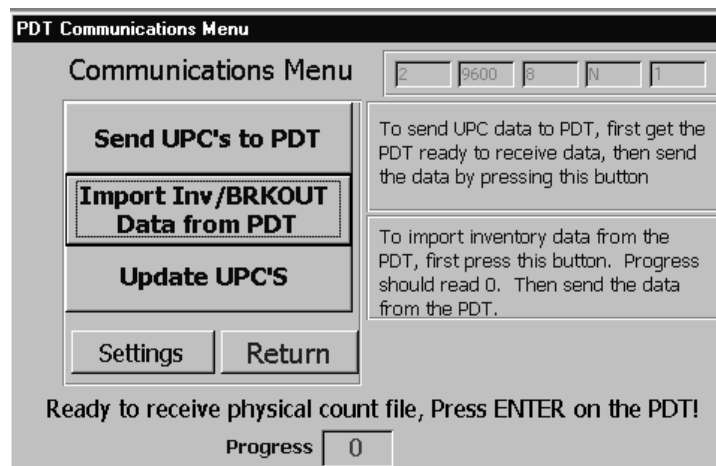 PDT Communications Menu
Communications Menu
2 9600 8 N 1
Send UPC's to PDT
To send UPC data to PDT, first get the
PDT ready to receive data, then send
the data by pressing this button
Import Inv/BRKOUT
Data from PDT
To import inventory data from the
PDT, first press this button. Progress
should read 0. Then send the data
from the PDT.
Update UPC'S
Settings Return
Ready to receive physical count file, Press ENTER on the PDT!
Progress 0